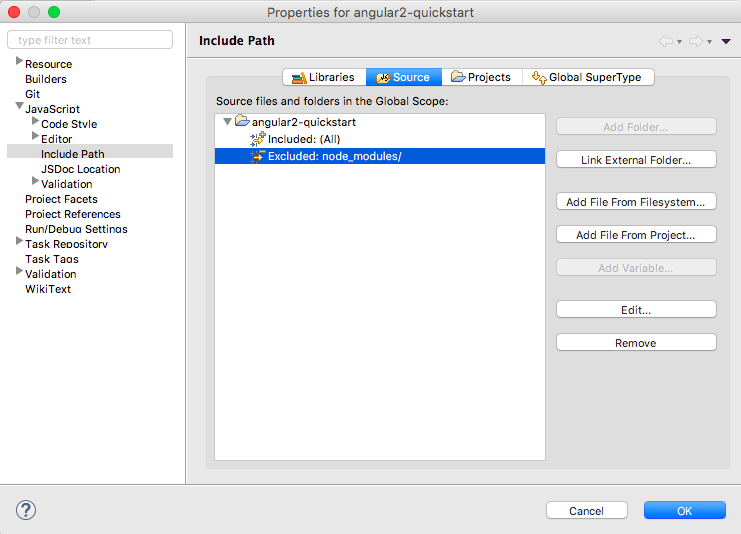 Properties for angular2-quickstart
type filter text
Resource
Builders
Git
JavaScript
Code Style
Editor
Include Path
JSDoc Location
Validation
Project Facets
Project References
Run/Debug Settings
Task Repository
Task Tags
Validation
WikiText
Include Path
Libraries
Source
Projects
Global SuperType
Source files and folders in the Global Scope:
angular2-quickstart
Included: (All)
Excluded: node_modules/
Add Folder...
Link External Folder...
Add File From Filesystem...
Add File From Project...
Add Variable...
Edit...
Remove
?
Cancel
OK